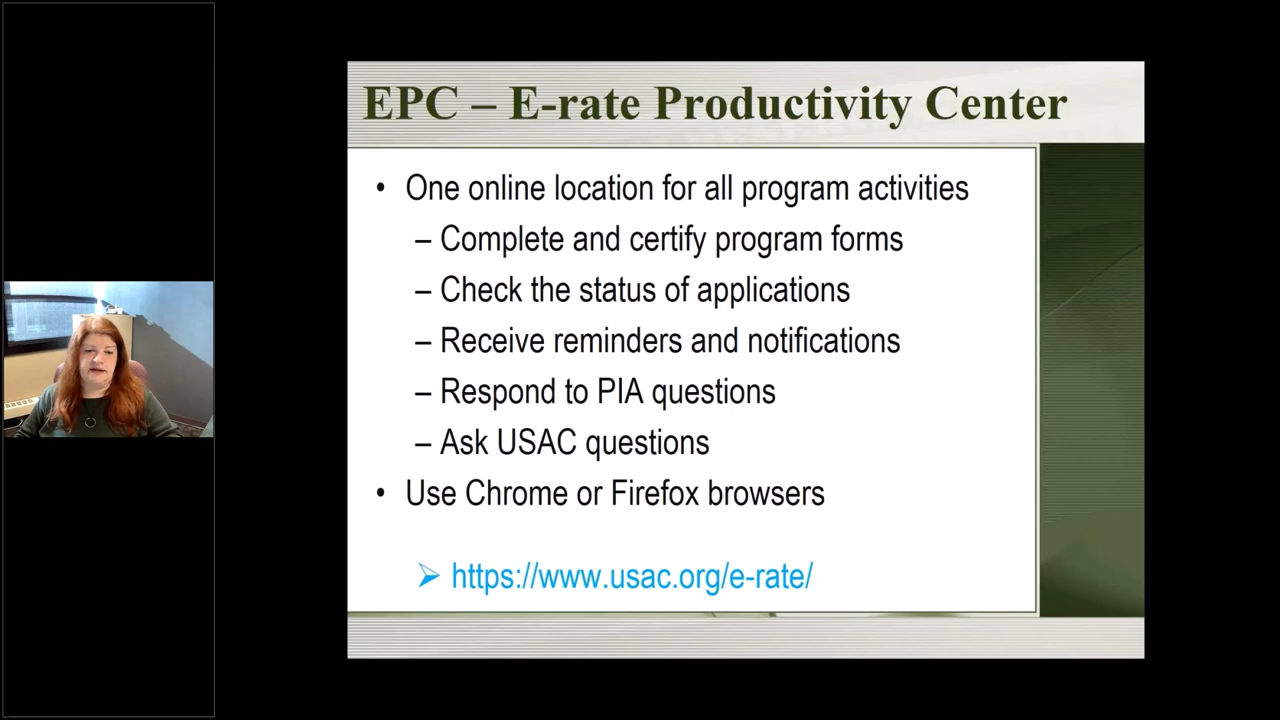 EPC – E-rate Productivity Center
• One online location for all program activities
– Complete and certify program forms
– Check the status of applications
– Receive reminders and notifications
– Respond to PIA questions
– Ask USAC questions
• Use Chrome or Firefox browsers
➢ https://www.usac.org/e-rate/